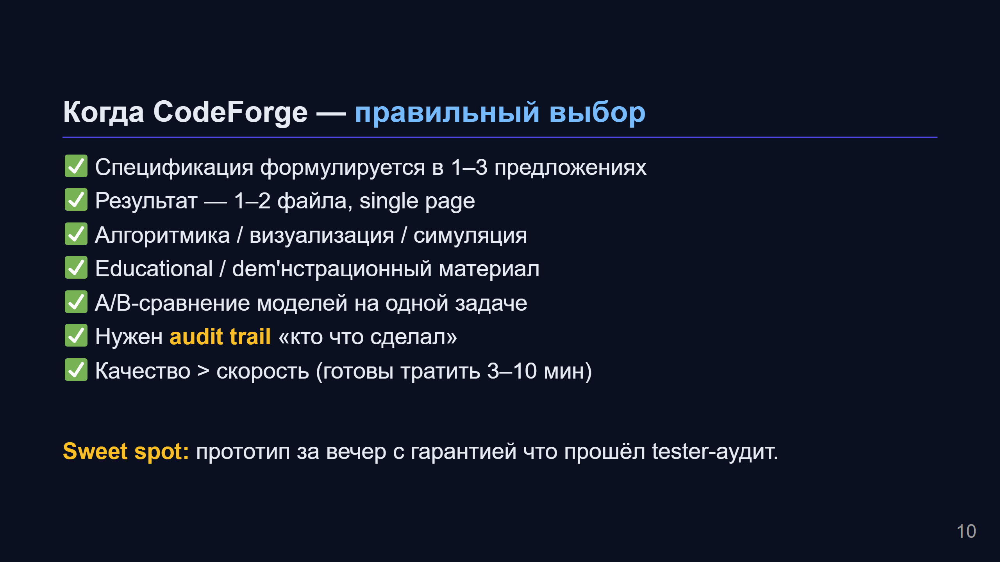 Когда CodeForge — правильный выбор
✅ Спецификация формулируется в 1–3 предложениях
✅ Результат — 1–2 файла, single page
✅ Алгоритмика / визуализация / симуляция
✅ Educational / dem'нстрационный материал
✅ A/B-сравнение моделей на одной задаче
✅ Нужен audit trail «кто что сделал»
✅ Качество > скорость (готовы тратить 3–10 мин)
Sweet spot: прототип за вечер с гарантией что прошёл tester-аудит.
10